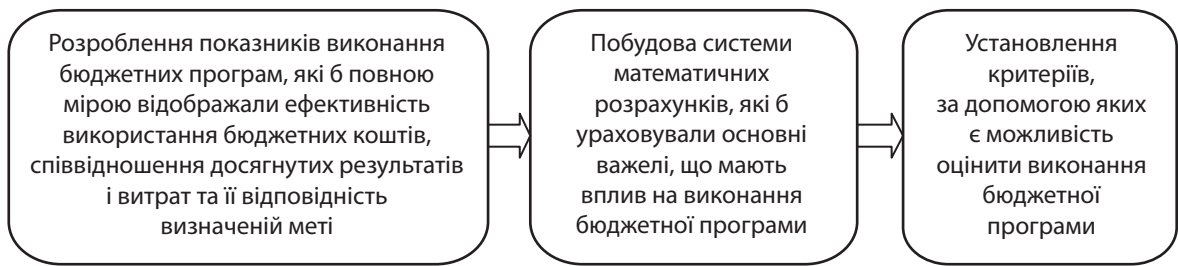 Розроблення показників виконання
бюджетних програм, які б повною
мірою відображали ефективність
використання бюджетних коштів,
співвідношення досягнутих результатів
і витрат та її відповідність
визначеній меті
Побудова системи
математичних
розрахунків, які б
ураховували основні
важелі, що мають
вплив на виконання
бюджетної програми
Установлення
критеріїв,
за допомогою яких
є можливість
оцінити виконання
бюджетної
програми